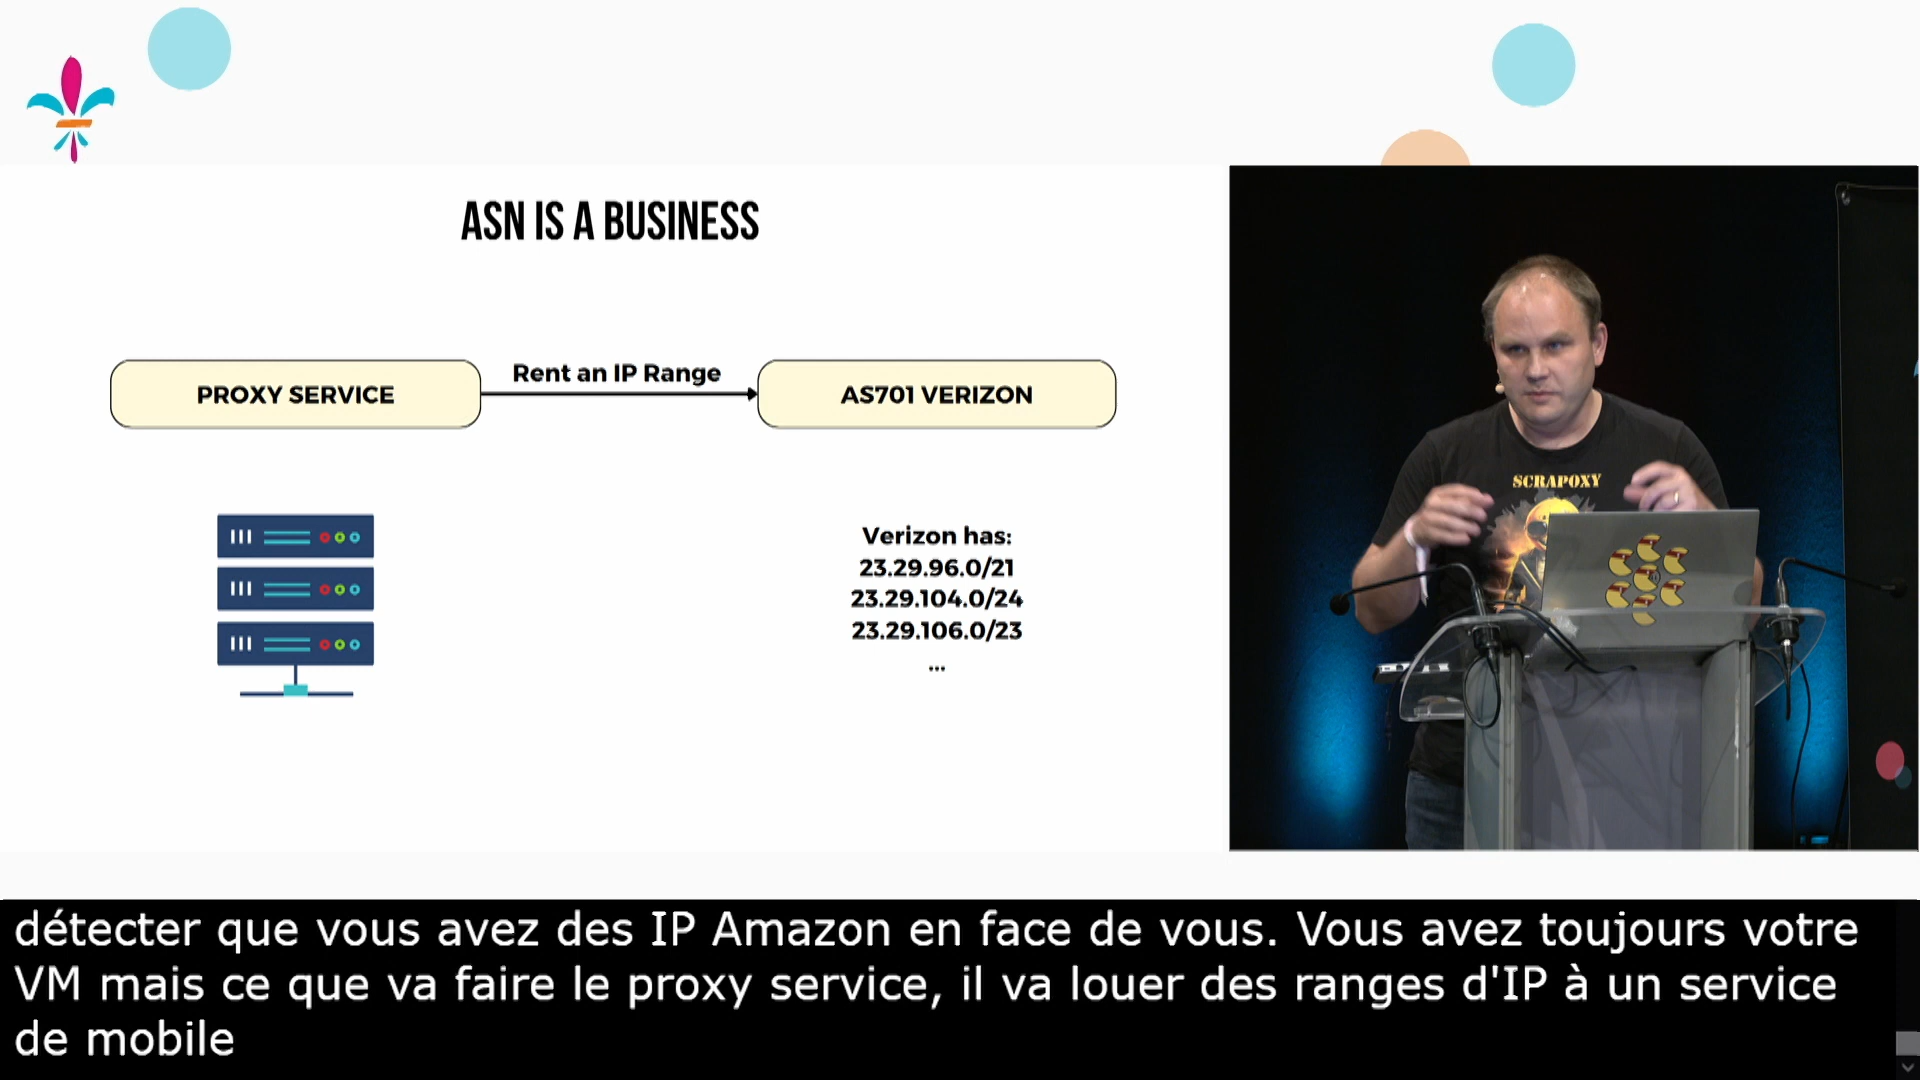 ASN IS A BUSINESS
PROXY SERVICE
Rent an IP Range
AS701 VERIZON
Verizon has:
23.29.96.0/21
23.29.104.0/24
23.29.106.0/23
...
SCRAPOXY
détecter que vous avez des IP Amazon en face de vous. Vous avez toujours votre
VM mais ce que va faire le proxy service, il va louer des ranges d'IP à un service
de mobile